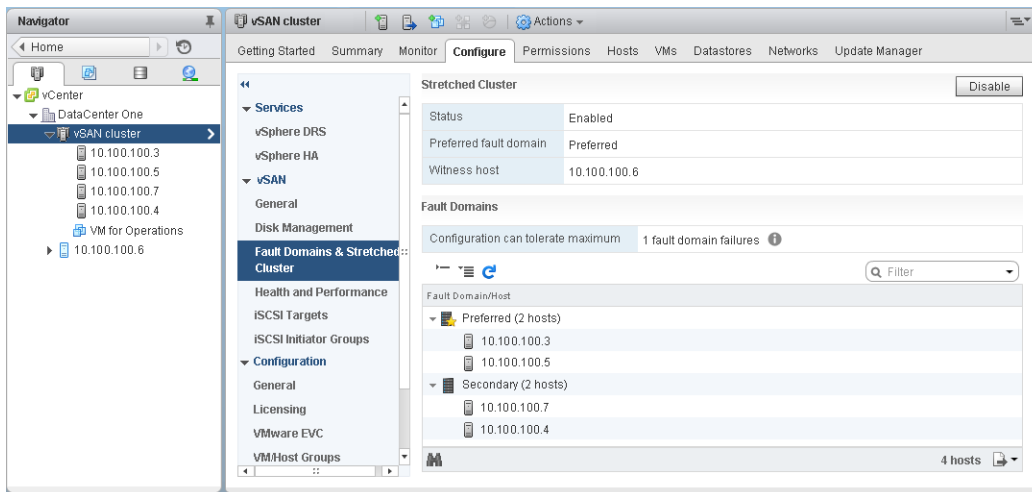 Navigator
Home
vCenter
DataCenter One
vSAN cluster
10.100.100.3
10.100.100.5
10.100.100.7
10.100.100.4
VM for Operations
10.100.100.6
vSAN cluster Actions
Getting Started Summary Monitor Configure Permissions Hosts VMs Datastores Networks Update Manager
Services
vSphere DRS
vSphere HA
vSAN
General
Disk Management
Fault Domains & Stretched
Cluster
Health and Performance
iSCSI Targets
iSCSI Initiator Groups
Configuration
General
Licensing
VMware EVC
VM/Host Groups
Stretched Cluster Disable
Status Enabled
Preferred fault domain Preferred
Witness host 10.100.100.6
Fault Domains
Configuration can tolerate maximum 1 fault domain failures
Filter
Fault Domain/Host
Preferred (2 hosts)
10.100.100.3
10.100.100.5
Secondary (2 hosts)
10.100.100.7
10.100.100.4
4 hosts